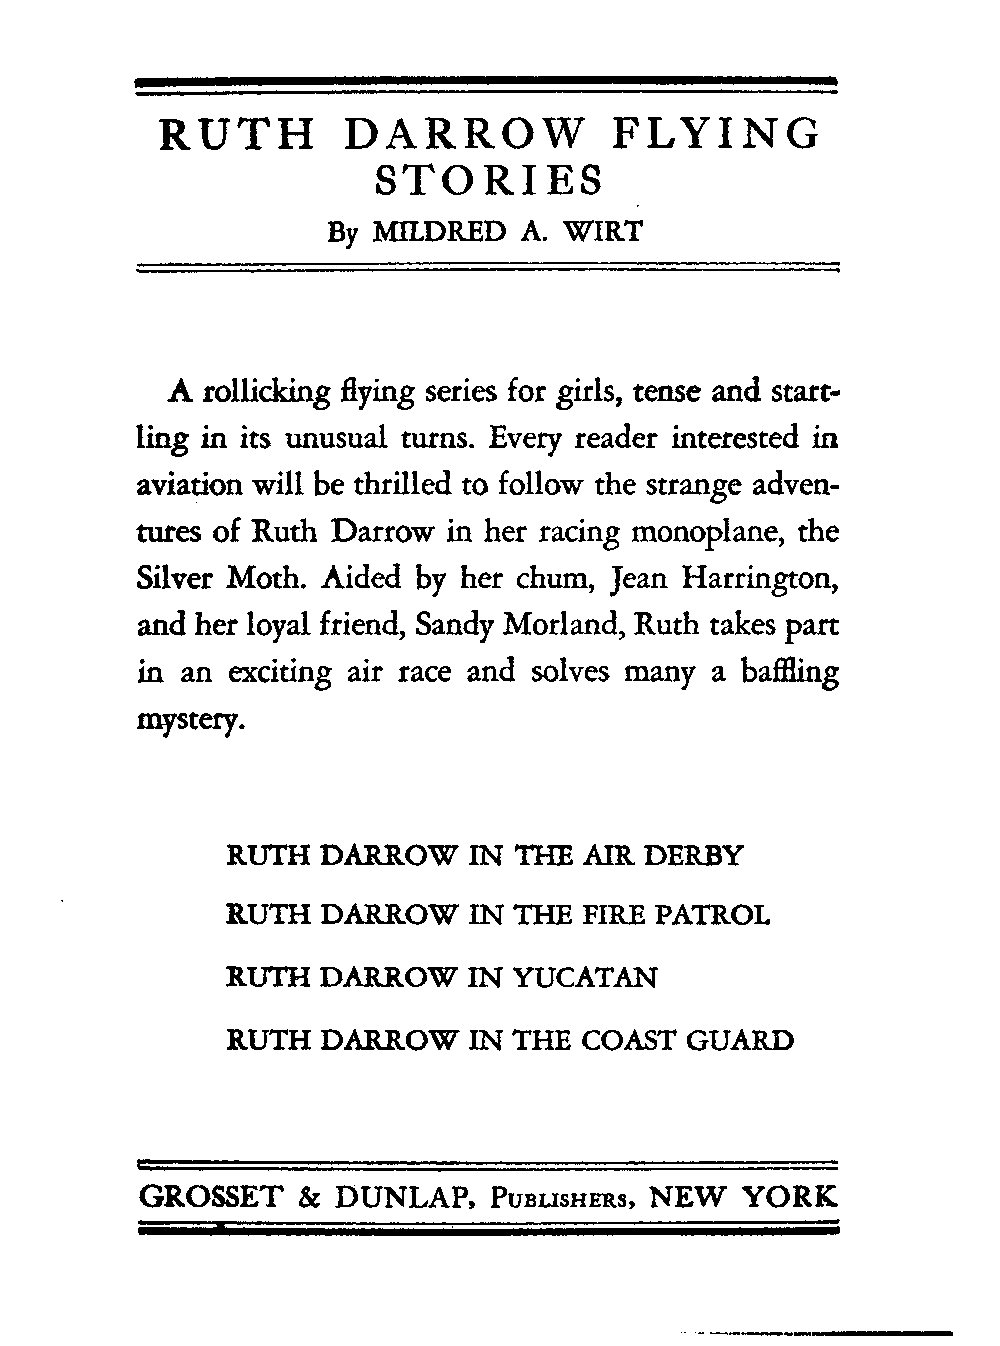 RUTH DARROW FLYING
STORIES
By MILDRED A. WIRT
A rollicking flying series for girls, tense and start-
ling in its unusual turns. Every reader interested in
aviation will be thrilled to follow the strange adven-
tures of Ruth Darrow in her racing monoplane, the
Silver Moth. Aided by her chum, Jean Harrington,
and her loyal friend, Sandy Morland, Ruth takes part
in an exciting air race and solves many a baffling
mystery.
RUTH DARROW IN THE AIR DERBY
RUTH DARROW IN THE FIRE PATROL
RUTH DARROW IN YUCATAN
RUTH DARROW IN THE COAST GUARD
GROSSET & DUNLAP, PUBLISHERS, NEW YORK